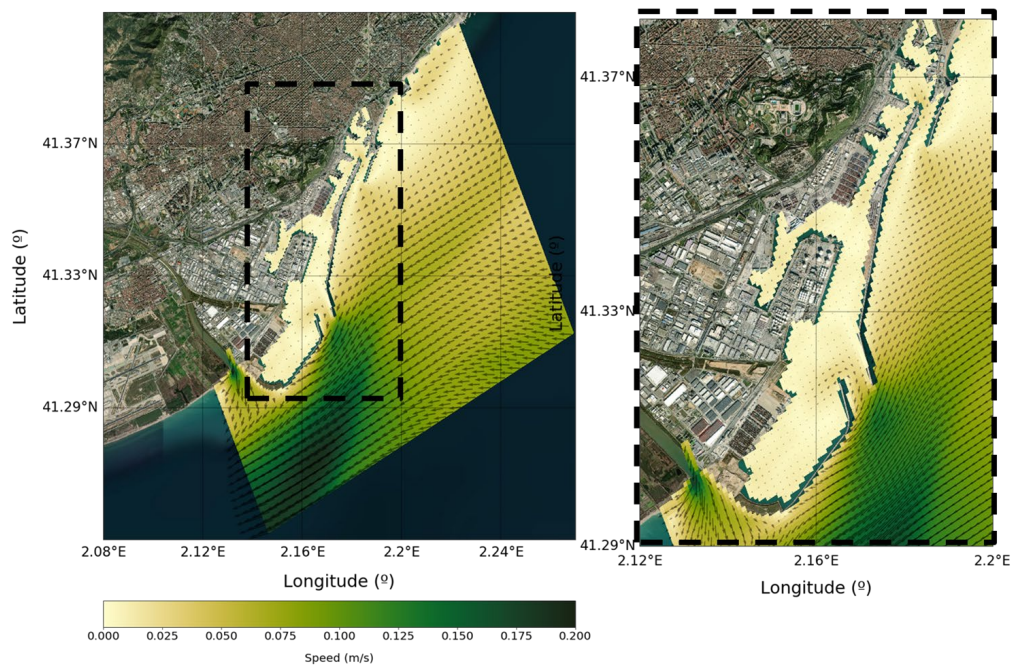 41.37°N
41.33°N
41.29°N
Latitude (º)
2.08°E
2.12°E
2.16°E
2.2°E
2.24°E
Longitude (º)
0.000
0.025
0.050
0.075
0.100
0.125
0.150
0.175
0.200
Speed (m/s)
41.37°N
41.33°N
41.29°N
Latitude (º)
2.12°E
2.16°E
2.2°E
Longitude (º)